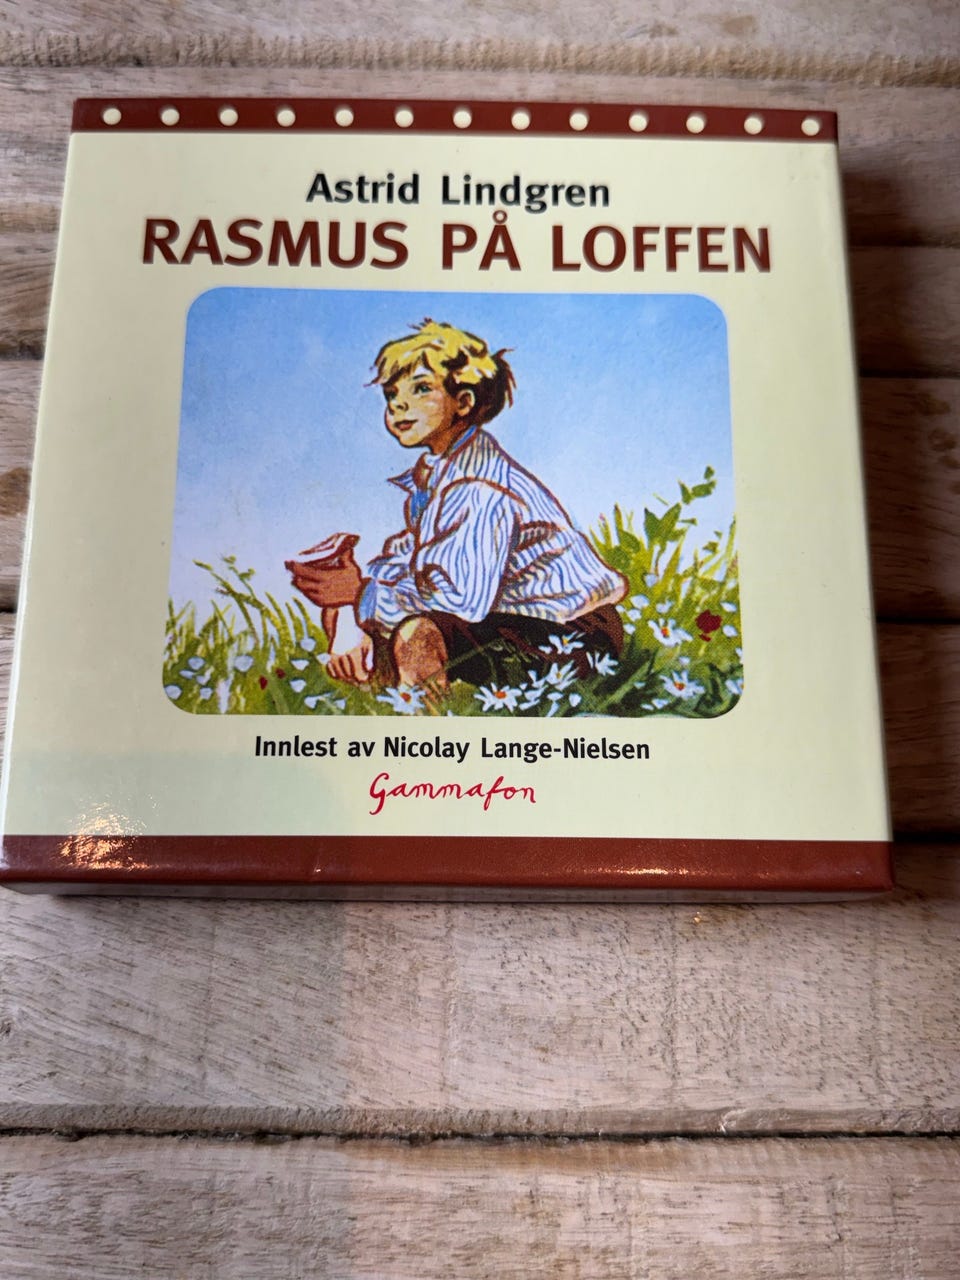 Astrid Lindgren
RASMUS PÅ LOFFEN
Innlest av Nicolay Lange-Nielsen
Gammafon